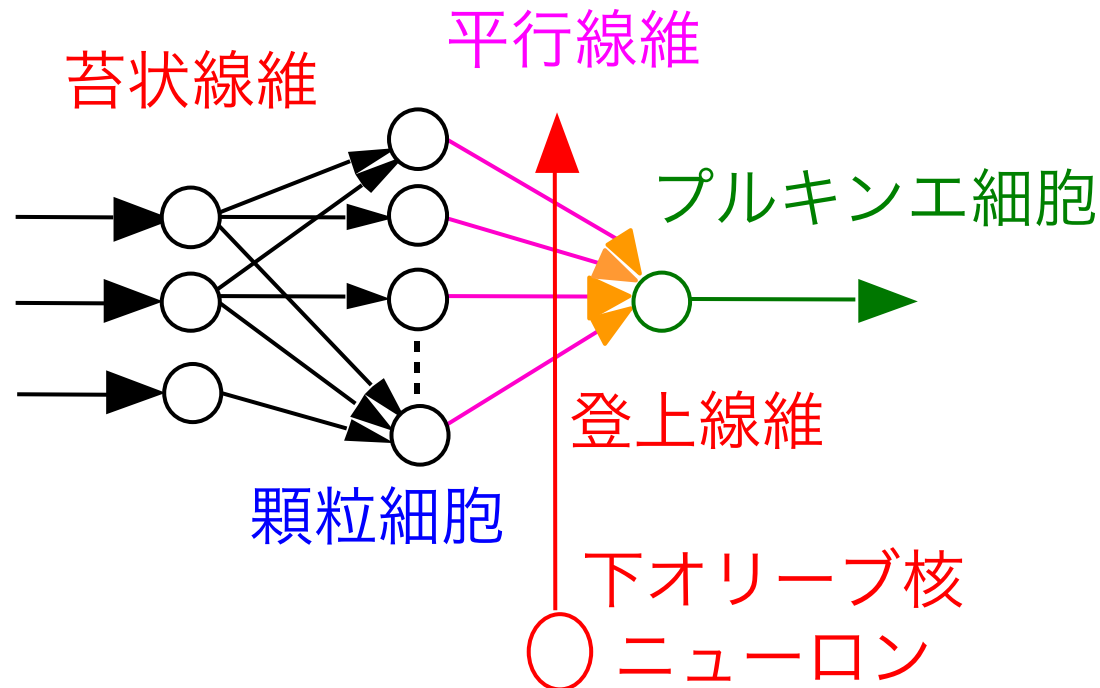 平行線維
苔状線維
プルキンエ細胞
登上線維
顆粒細胞
下オリーブ核
ニューロン